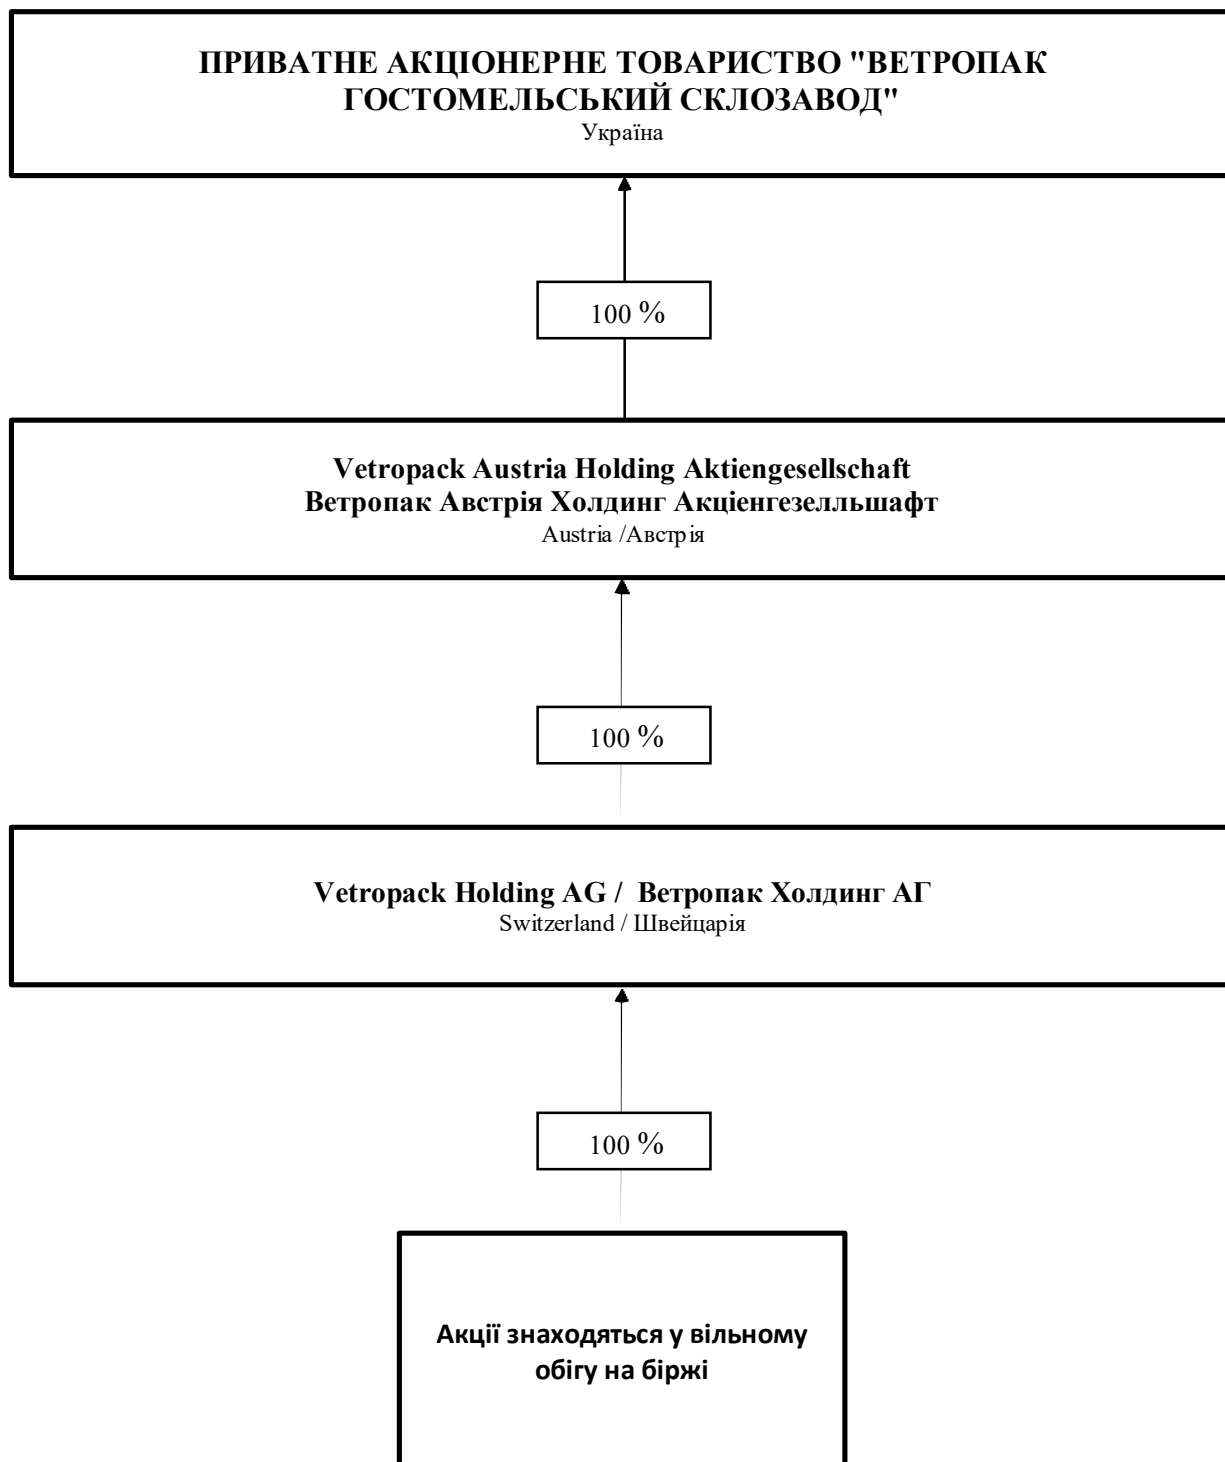 ПРИВАТНЕ АКЦІОНЕРНЕ ТОВАРИСТВО "ВЕТРОПАК
ГОСТОМЕЛЬСЬКИЙ СКЛОЗАВОД"
Україна
100 %
Vetropack Austria Holding Aktiengesellschaft
Ветропак Австрія Холдинг Акціенгезелльшафт
Austria /Австрія
100 %
Vetropack Holding AG / Ветропак Холдинг АГ
Switzerland / Швейцарія
100 %
Акції знаходяться у вільному
обігу на біржі